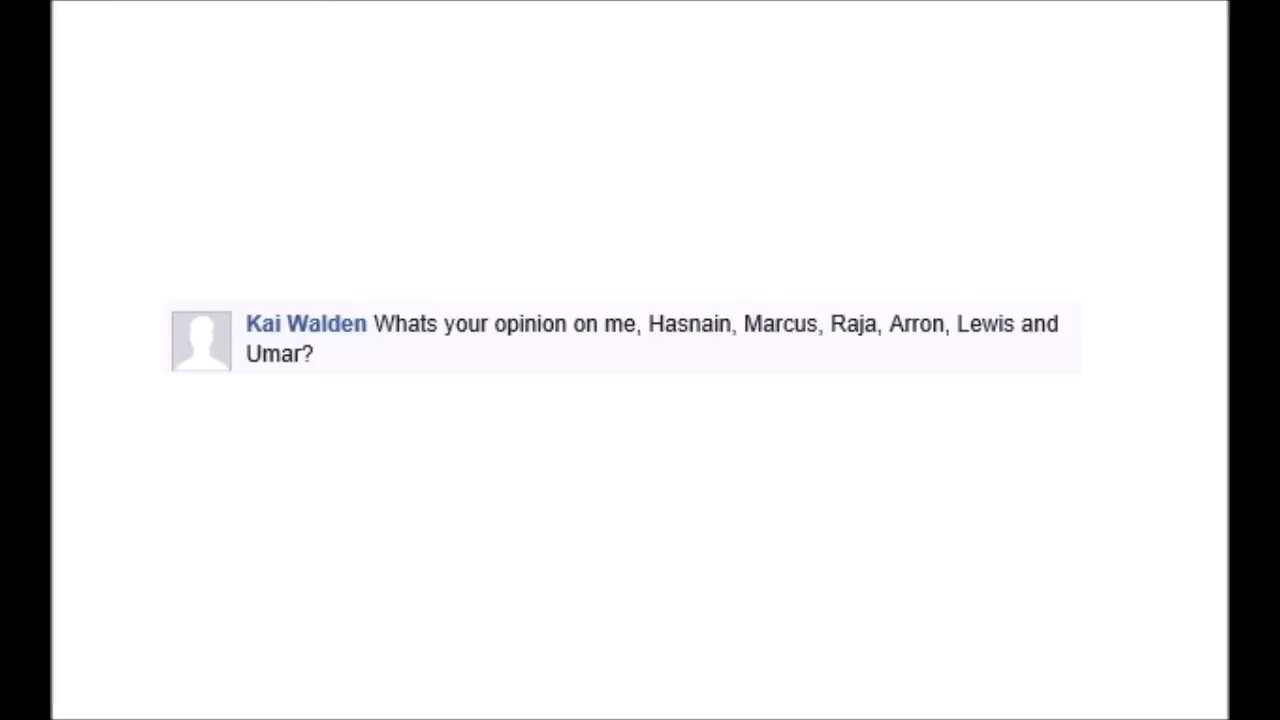 Kai Walden Whats your opinion on me, Hasnain, Marcus, Raja, Arron, Lewis and
Umar?